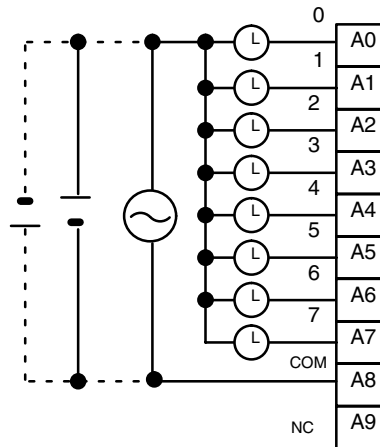 0
L A0
1
L A1
2
L A2
3
L A3
4
L A4
5
L A5
6
L A6
7
L A7
COM A8
NC A9